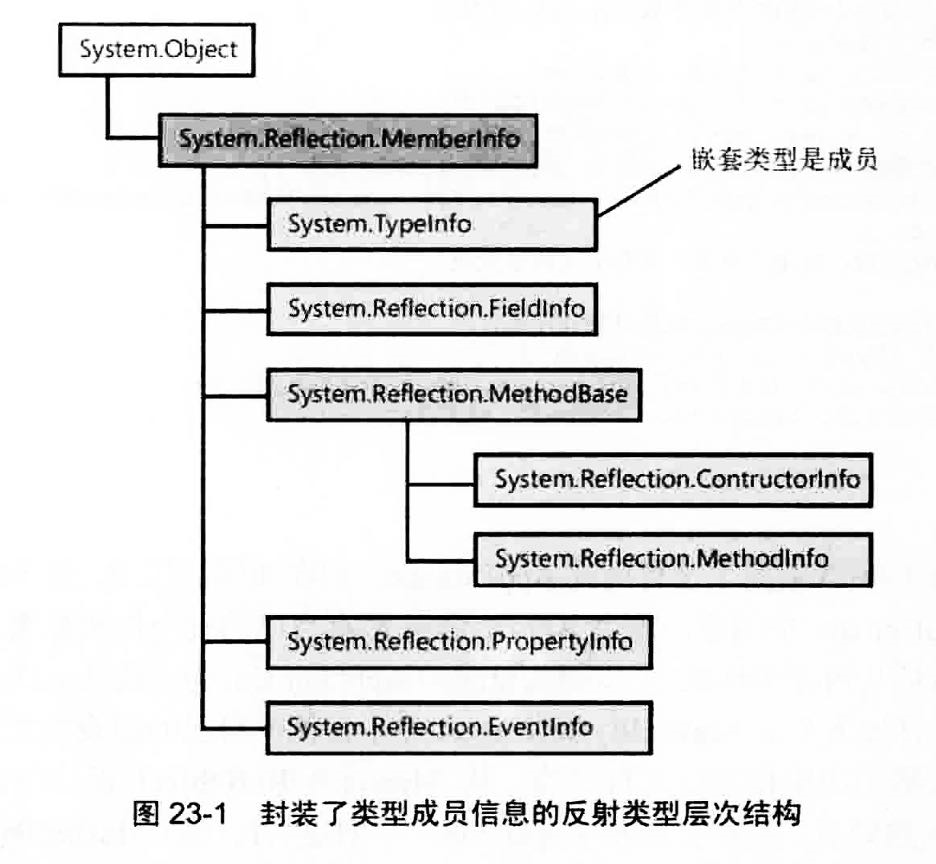 System.Object
System.Reflection.MemberInfo
嵌套类型是成员
System.TypeInfo
System.Reflection.FieldInfo
System.Reflection.MethodBase
System.Reflection.ContructorInfo
System.Reflection.MethodInfo
System.Reflection.PropertyInfo
System.Reflection.EventInfo
图 23-1 封装了类型成员信息的反射类型层次结构